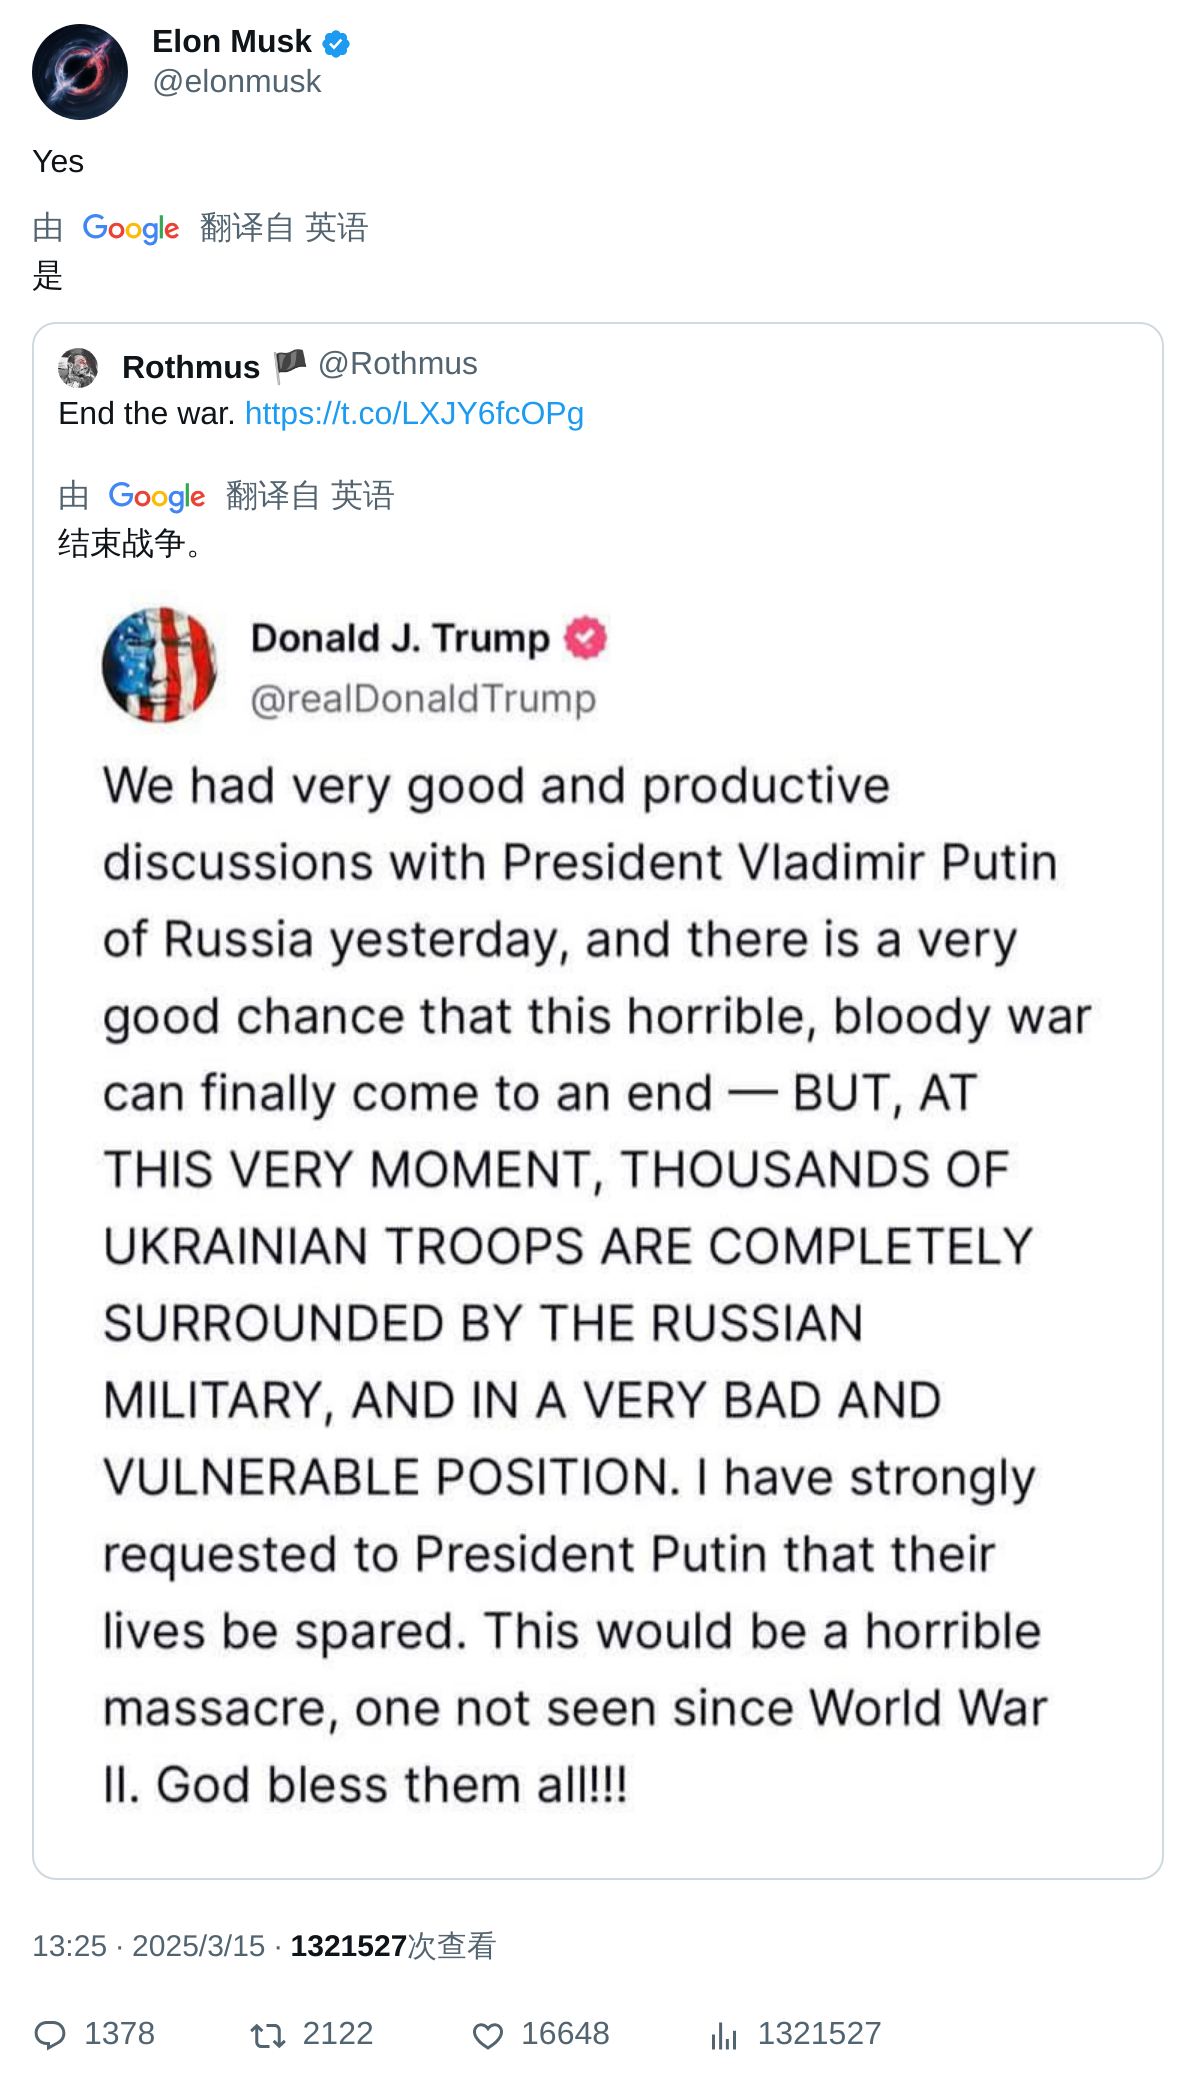 Elon Musk
@elonmusk
Yes
由 Google 翻译自 英语
是
Rothmus 🏴 @Rothmus
End the war. https://t.co/LXJY6fcOPg
由 Google 翻译自 英语
结束战争。
Donald J. Trump
@realDonaldTrump
We had very good and productive
discussions with President Vladimir Putin
of Russia yesterday, and there is a very
good chance that this horrible, bloody war
can finally come to an end — BUT, AT
THIS VERY MOMENT, THOUSANDS OF
UKRAINIAN TROOPS ARE COMPLETELY
SURROUNDED BY THE RUSSIAN
MILITARY, AND IN A VERY BAD AND
VULNERABLE POSITION. I have strongly
requested to President Putin that their
lives be spared. This would be a horrible
massacre, one not seen since World War
II. God bless them all!!!
13:25 · 2025/3/15 · 1321527次查看
1378 2122 16648 1321527